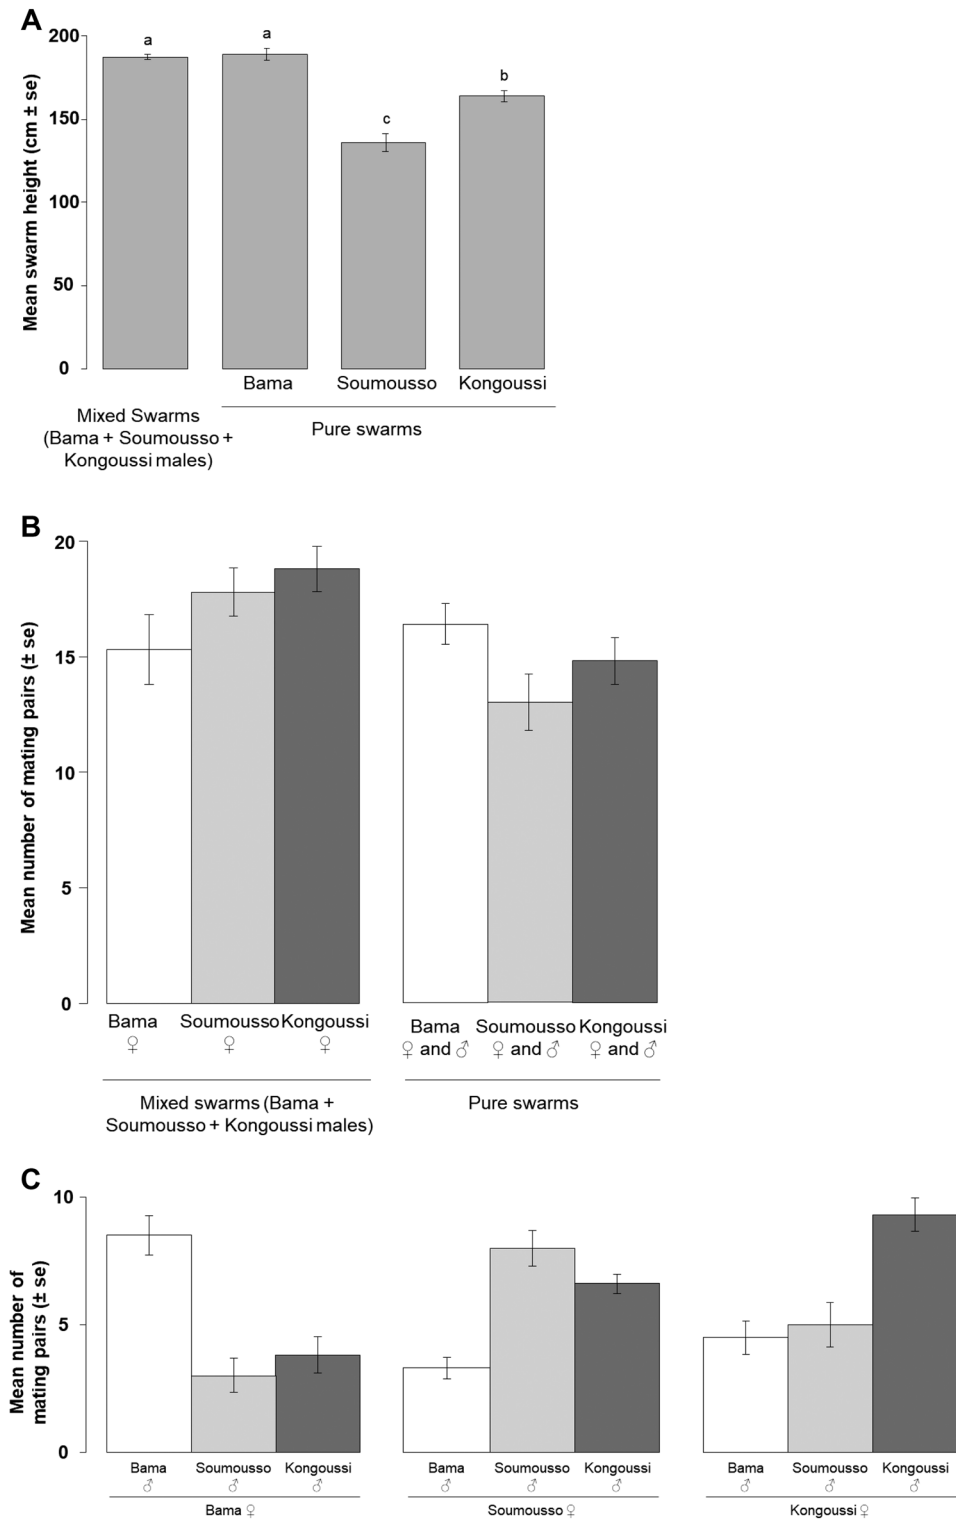 A
Mean swarm height (cm ± se)
200
150
100
50
0
a
a
c
b
Bama Soumousso Kongoussi
Mixed Swarms
(Bama + Soumousso +
Kongoussi males)
Pure swarms
B
Mean number of mating pairs (± se)
20
15
10
5
0
Bama Soumousso Kongoussi
♀ ♀ ♀
Bama Soumousso Kongoussi
♀ and ♂ ♀ and ♂ ♀ and ♂
Mixed swarms (Bama +
Soumousso + Kongoussi males)
Pure swarms
C
Mean number of
mating pairs (± se)
10
5
0
Bama Soumousso Kongoussi Bama Soumousso Kongoussi Bama Soumousso Kongoussi
♂ ♂ ♂ ♂ ♂ ♂ ♂ ♂ ♂
Bama ♀ Soumousso ♀ Kongoussi ♀